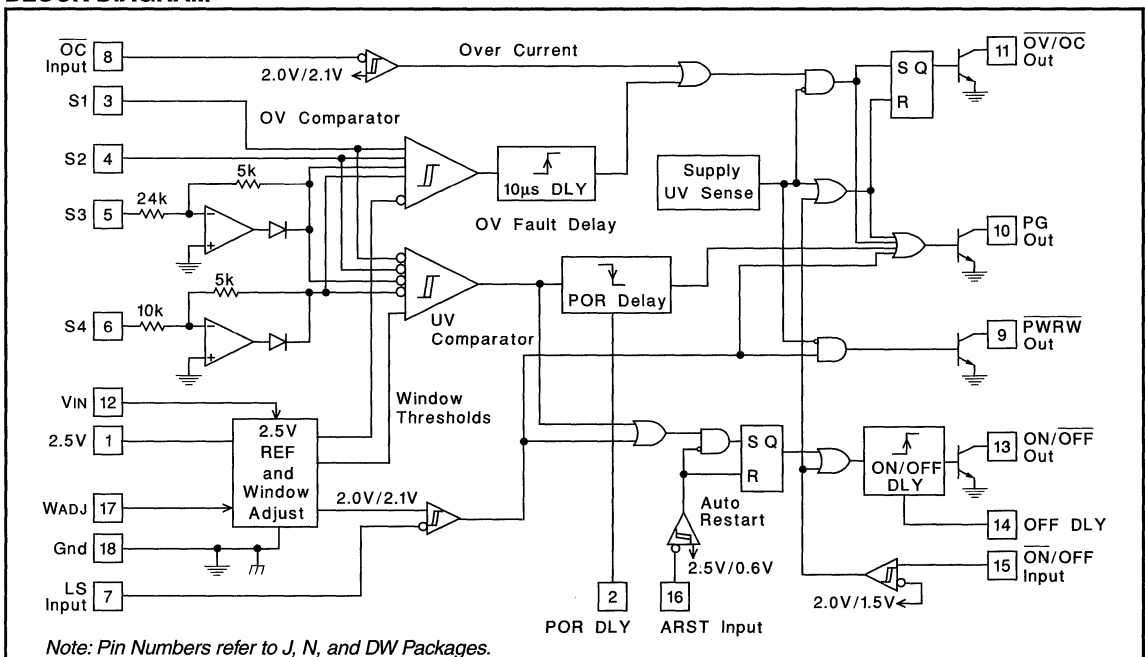 BLOCK DIAGRAM
OC
Input
8
2.0V/2.1V
Over Current
S Q
R
11
OV/OC
Out
S1
3
OV Comparator
S2
4
5k
10µs DLY
OV Fault Delay
Supply
UV Sense
S3
5
24k
10
PG
Out
POR Delay
UV
Comparator
5k
S4
6
10k
9
PWRW
Out
VIN
12
2.5V
1
2.5V
REF
and
Window
Adjust
Window
Thresholds
S Q
R
ON/OFF
DLY
13
ON/OFF
Out
WADJ
17
2.0V/2.1V
Auto
Restart
14
OFF DLY
Gnd
18
2.5V/0.6V
15
ON/OFF
Input
2.0V/1.5V
LS
Input
7
2
POR DLY
16
ARST Input
Note: Pin Numbers refer to J, N, and DW Packages.